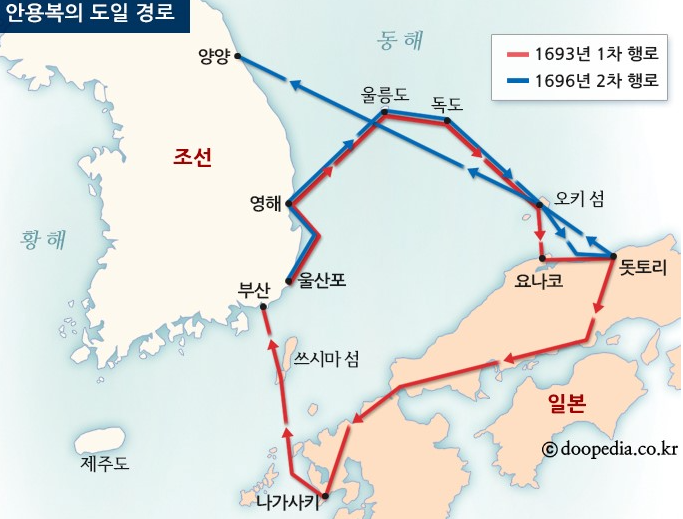 안용복의 도일 경로
동해
1693년 1차 행로
1696년 2차 행로
양양
울릉도
독도
조선
영해
오키 섬
황해
울산포
부산
요나코
돗토리
쓰시마 섬
일본
ⓒdoopedia.co.kr
제주도
나가사키